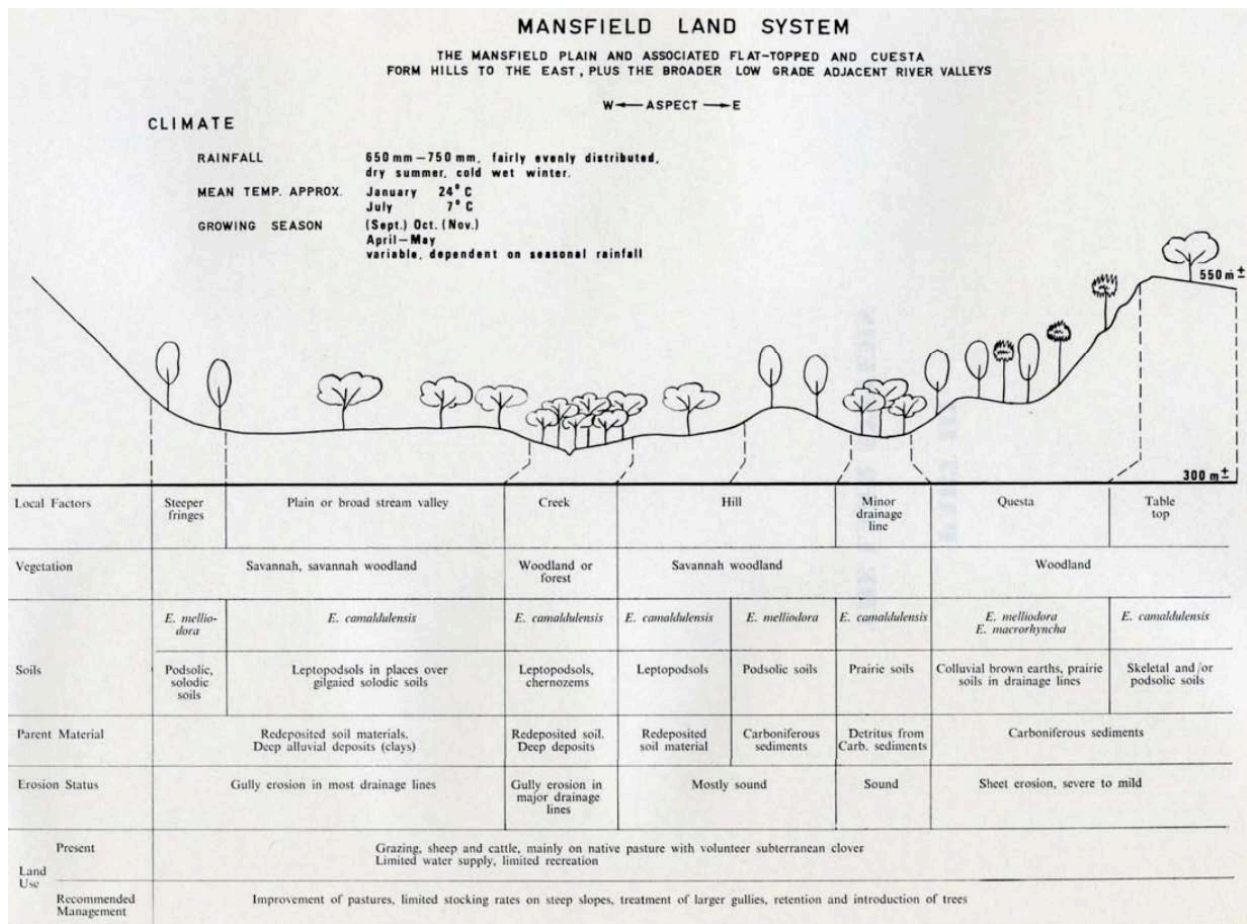 MANSFIELD LAND SYSTEM
THE MANSFIELD PLAIN AND ASSOCIATED FLAT-TOPPED AND CUESTA
FORM HILLS TO THE EAST, PLUS THE BROADER LOW GRADE ADJACENT RIVER VALLEYS
W←ASPECT→E
CLIMATE
RAINFALL 650 mm – 750 mm, fairly evenly distributed,
dry summer, cold wet winter.
MEAN TEMP. APPROX. January 24° C
July 7° C
GROWING SEASON (Sept.) Oct. (Nov.)
April – May
variable, dependent on seasonal rainfall
550 m ±
300 m ±
Local Factors Steeper Plain or broad stream valley Creek Hill Minor Questa Table
fringes drainage top
line
Vegetation Savannah, savannah woodland Woodland or Savannah woodland Woodland
forest
E. mellio- E. camaldulensis E. camaldulensis E. camaldulensis E. melliodora E. camaldulensis E. melliodora E. camaldulensis
dora E. macrorhyncha
Soils Podsolic, Leptopodsols in places over Leptopodsols, Leptopodsols Podsolic soils Prairie soils Colluvial brown earths, prairie Skeletal and/or
solodic gilgaied solodic soils chernozems soils in drainage lines podsolic soils
soils
Parent Material Redeposited soil materials. Redeposited soil. Redeposited Carboniferous Detritus from Carboniferous sediments
Deep alluvial deposits (clays) Deep deposits soil material sediments Carb. sediments
Erosion Status Gully erosion in most drainage lines Gully erosion in Mostly sound Sound Sheet erosion, severe to mild
major drainage
lines
Land
Use
Present Grazing, sheep and cattle, mainly on native pasture with volunteer subterranean clover
Limited water supply, limited recreation
Recommended Improvement of pastures, limited stocking rates on steep slopes, treatment of larger gullies, retention and introduction of trees
Management